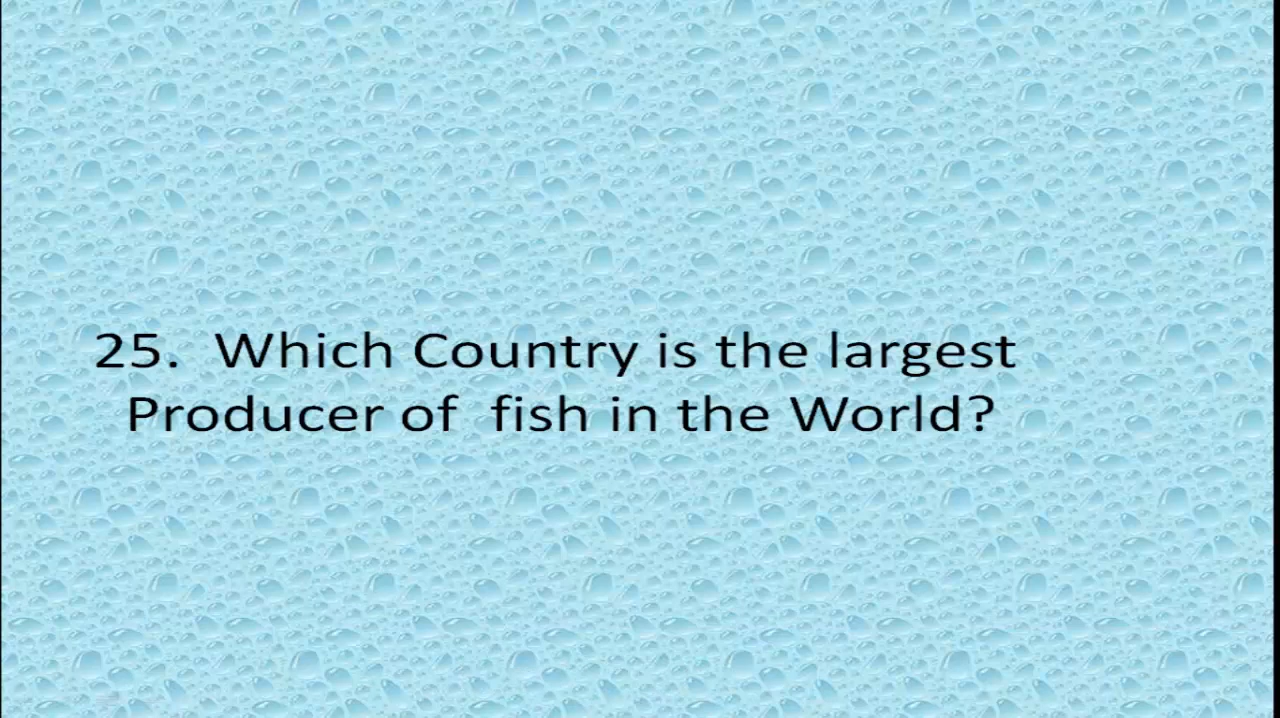 25. Which Country is the largest
Producer of fish in the World?